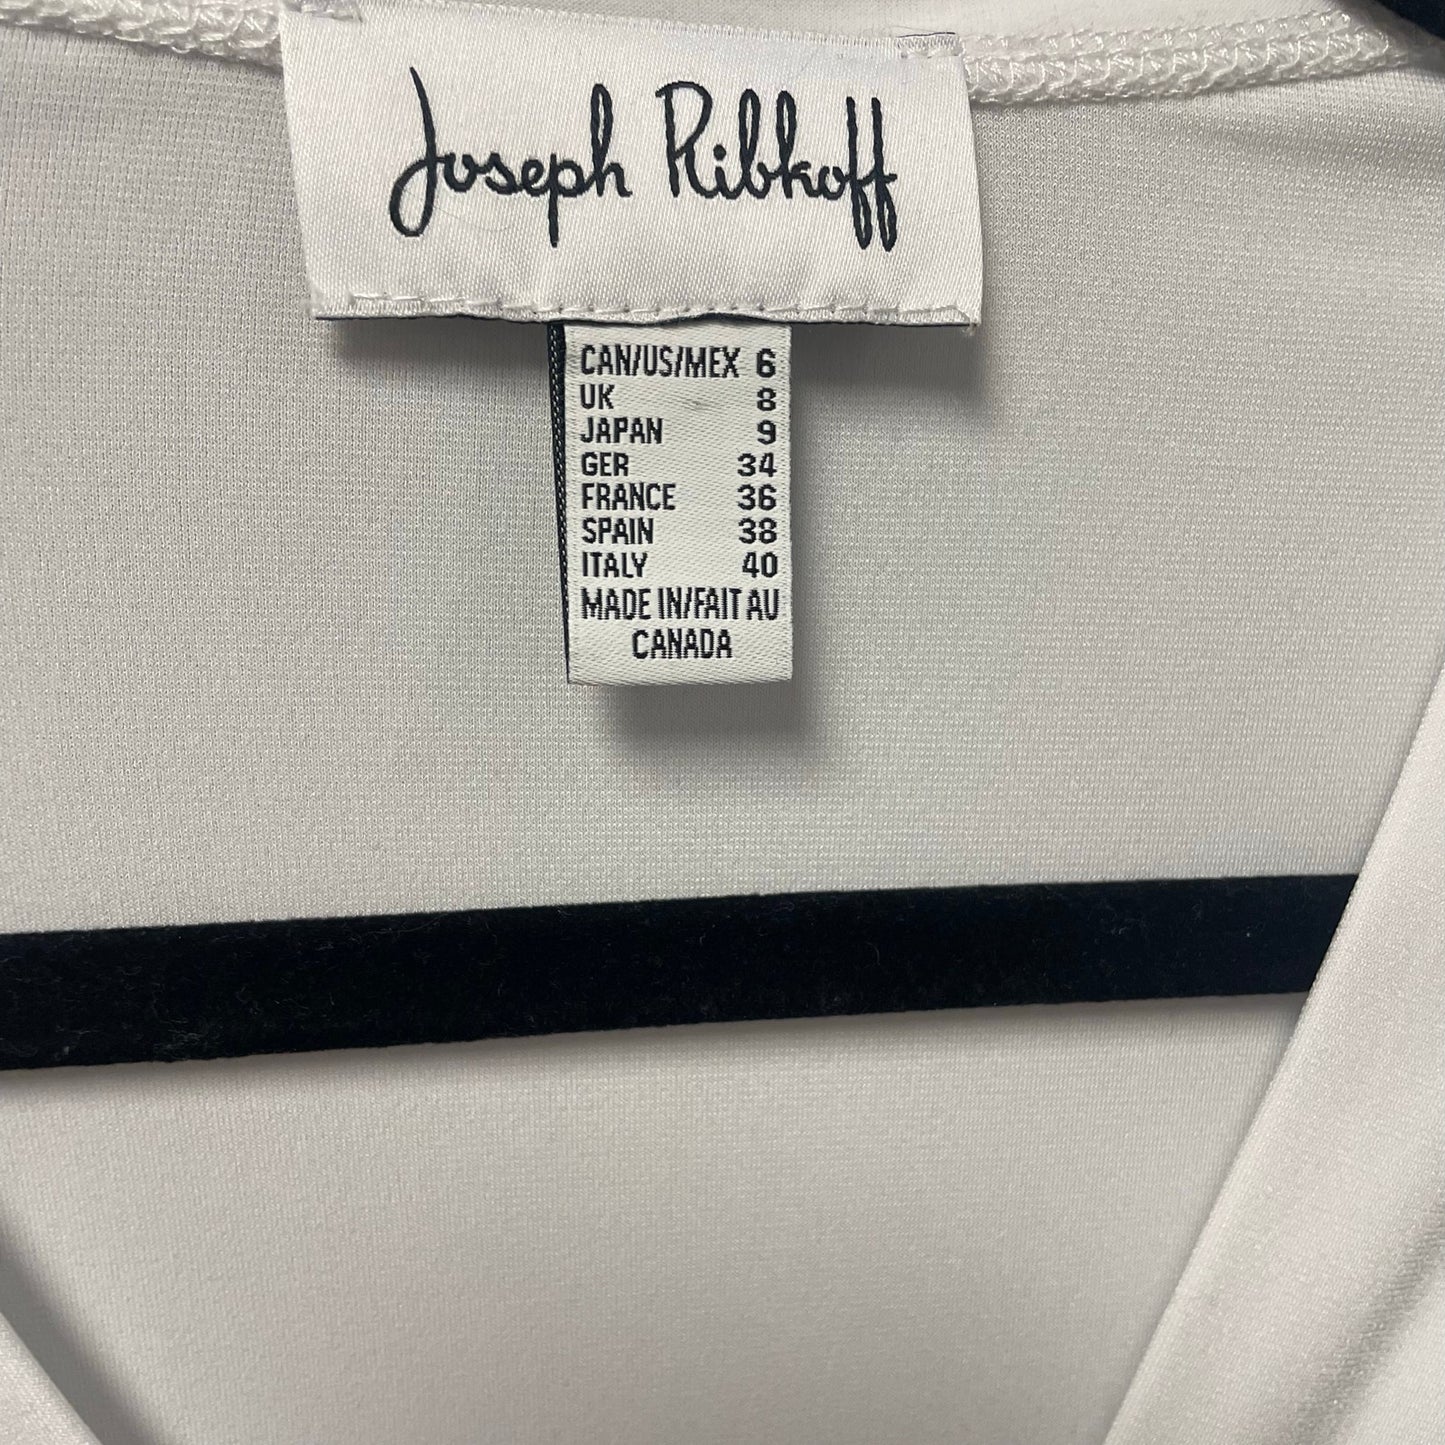 Joseph Ribkoff
CAN/US/MEX 6
UK 8
JAPAN 9
GER 34
FRANCE 36
SPAIN 38
ITALY 40
MADE IN/FAIT AU
CANADA